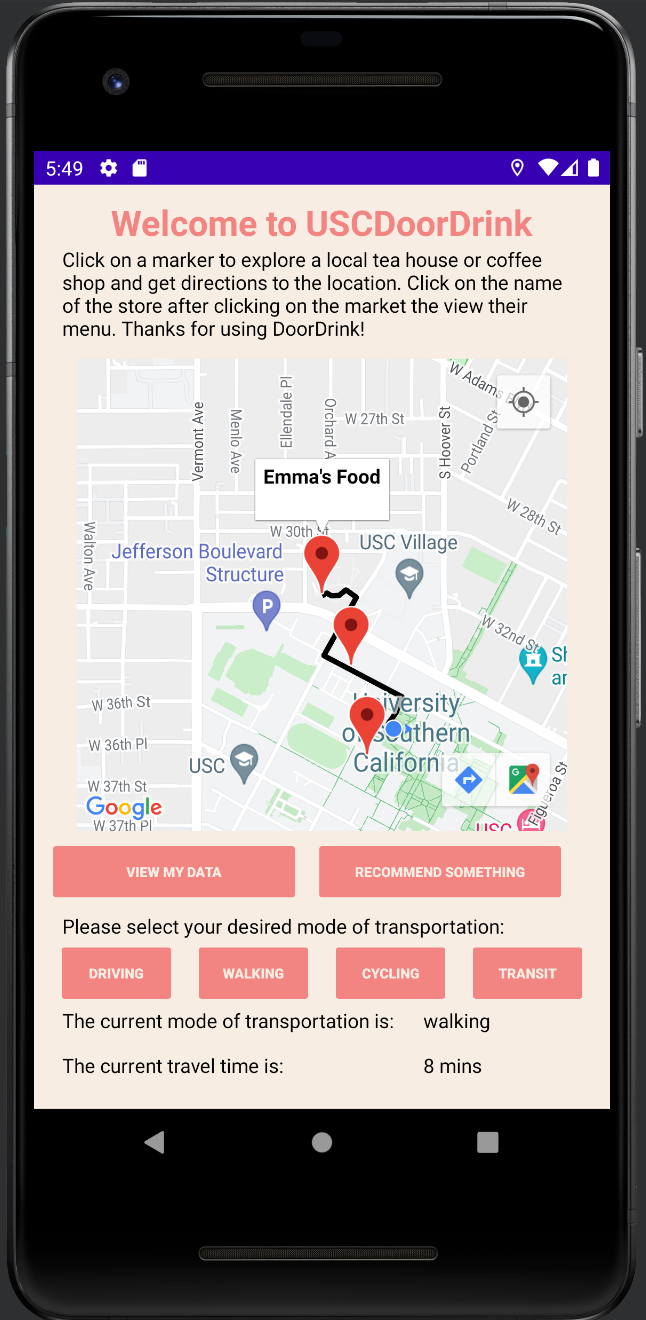 5:49
Welcome to USCDoorDrink
Click on a marker to explore a local tea house or coffee
shop and get directions to the location. Click on the name
of the store after clicking on the market the view their
menu. Thanks for using DoorDrink!
W Adams B
Ellendale Pl
Vermont Ave
Menlo Ave
Orchard A
W 27th St
S Hoover St
Portland St
Emma's Food
W 28th St
W 30th St
Walton Ave
Jefferson Boulevard
Structure
USC Village
P
W 32nd St
Sh
ar
W 36th St
University
of Southern
California
W 36th Pl
USC
W 37th St
Google
G
Figueroa St
W 37th Pl
USC
VIEW MY DATA
RECOMMEND SOMETHING
Please select your desired mode of transportation:
DRIVING
WALKING
CYCLING
TRANSIT
The current mode of transportation is: walking
The current travel time is: 8 mins